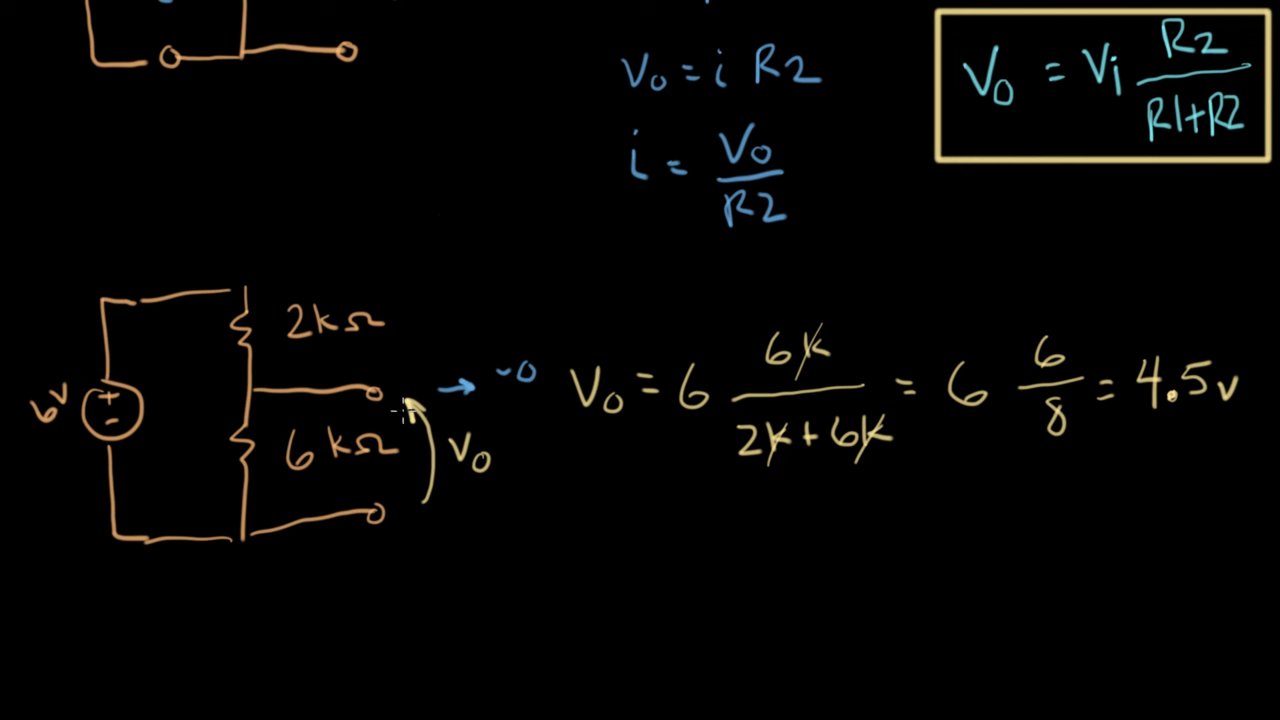 V₀ = i R2
i = V₀ / R2
V₀ = Vi R2 / (R1+R2)
6V
+
-
2kΩ
6kΩ
V₀
~0
V₀ = 6 6k / (2k + 6k) = 6 6/8 = 4.5v